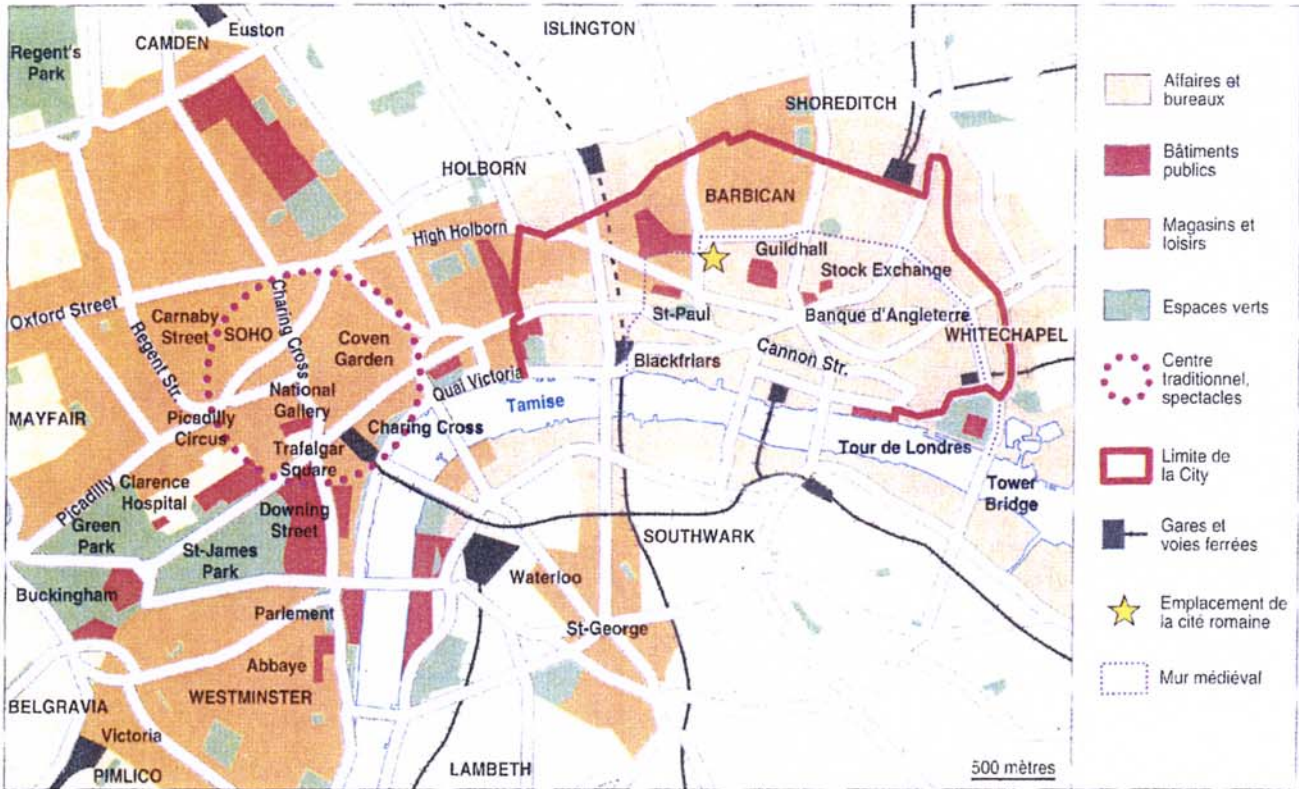 Regent's
Park
CAMDEN
Euston
ISLINGTON
SHOREDITCH
HOLBORN
BARBICAN
High Holborn
Guildhall
Stock Exchange
Oxford Street
Carnaby
Street
SOHO
Charing Cross
Coven
Garden
St-Paul
Banque d'Angleterre
WHITECHAPEL
Regent Str.
Blackfriars
Cannon Str.
National
Gallery
Quai Victoria
MAYFAIR
Picadilly
Circus
Tamise
Charing Cross
Trafalgar
Square
Tour de Londres
Picadilly
Clarence
Hospital
Tower
Bridge
Green
Park
Downing
Street
St-James
Park
SOUTHWARK
Buckingham
Waterloo
Parlement
St-George
Abbaye
WESTMINSTER
BELGRAVIA
Victoria
PIMLICO
LAMBETH
500 mètres
Affaires et
bureaux
Bâtiments
publics
Magasins et
loisirs
Espaces verts
Centre
traditionnel,
spectacles
Limite de
la City
Gares et
voies ferrées
Emplacement de
la cité romaine
Mur médiéval